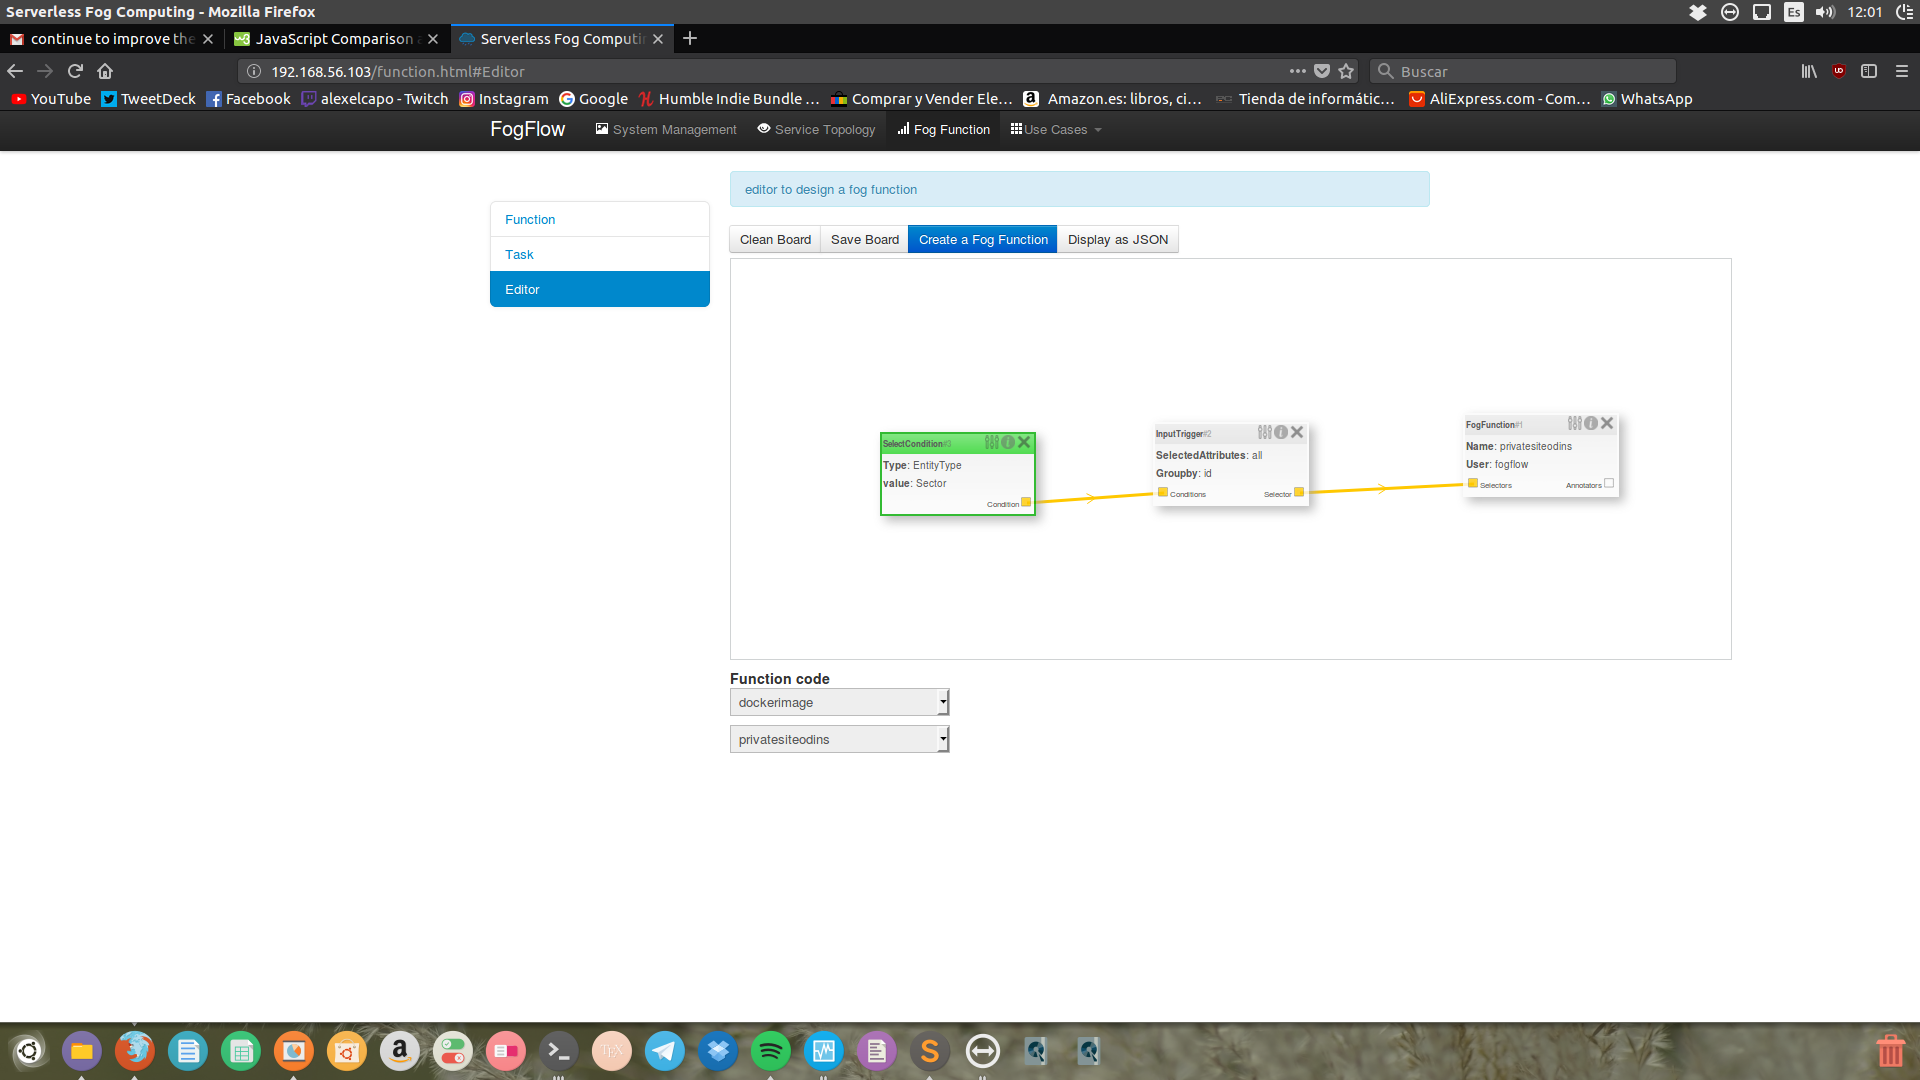 Serverless Fog Computing - Mozilla Firefox
Es
12:01
continue to improve the
JavaScript Comparison
Serverless Fog Computi
192.168.56.103/function.html#Editor
Buscar
YouTube
TweetDeck
Facebook
alexelcapo - Twitch
Instagram
Google
Humble Indie Bundle ...
Comprar y Vender Ele...
Amazon.es: libros, ci...
Tienda de informátic...
AliExpress.com - Com...
WhatsApp
FogFlow
System Management
Service Topology
Fog Function
Use Cases
editor to design a fog function
Function
Task
Editor
Clean Board
Save Board
Create a Fog Function
Display as JSON
SelectCondition#3
Type: EntityType
value: Sector
Condition
InputTrigger#2
SelectedAttributes: all
Groupby: id
Conditions
Selector
FogFunction#1
Name: privatesiteodins
User: fogflow
Selectors
Annotators
Function code
dockerimage
privatesiteodins